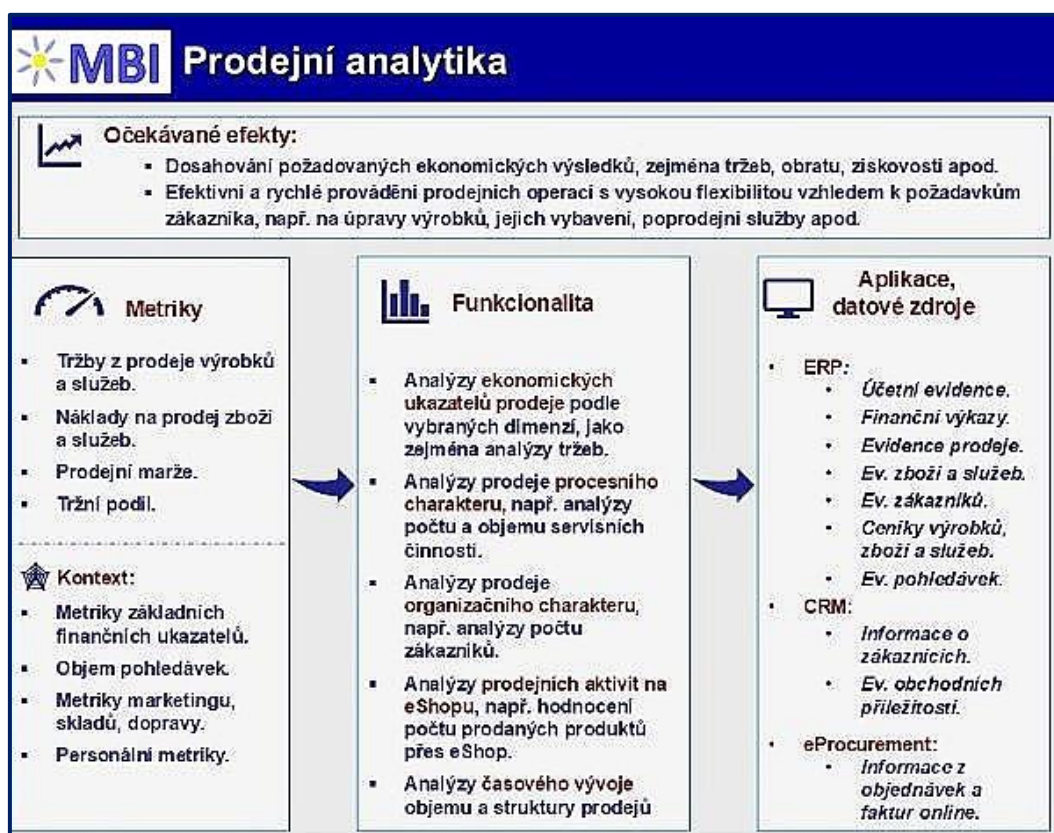 MBI Prodejní analytika
Očekávané efekty:
▪ Dosahování požadovaných ekonomických výsledků, zejména tržeb, obratu, ziskovosti apod.
▪ Efektivní a rychlé provádění prodejních operací s vysokou flexibilitou vzhledem k požadavkům
zákazníka, např. na úpravy výrobků, jejich vybavení, poprodejní služby apod.
Metriky
▪ Tržby z prodeje výrobků
a služeb.
▪ Náklady na prodej zboží
a služeb.
▪ Prodejní marže.
▪ Tržní podíl.
Kontext:
▪ Metriky základních
finančních ukazatelů.
▪ Objem pohledávek.
▪ Metriky marketingu,
skladů, dopravy.
▪ Personální metriky.
Funkcionalita
▪ Analýzy ekonomických
ukazatelů prodeje podle
vybraných dimenzí, jako
zejména analýzy tržeb.
▪ Analýzy prodeje procesního
charakteru, např. analýzy
počtu a objemu servisních
činností.
▪ Analýzy prodeje
organizačního charakteru,
např. analýzy počtu
zákazníků.
▪ Analýzy prodejních aktivit na
eShopu, např. hodnocení
počtu prodaných produktů
přes eShop.
▪ Analýzy časového vývoje
objemu a struktury prodejů
Aplikace,
datové zdroje
• ERP:
• Účetní evidence.
• Finanční výkazy.
• Evidence prodeje.
• Ev. zboží a služeb.
• Ev. zákazníků.
• Ceníky výrobků,
zboží a služeb.
• Ev. pohledávek.
• CRM:
• Informace o
zákaznících.
• Ev. obchodních
příležitostí.
• eProcurement:
• Informace z
objednávek a
faktur online.